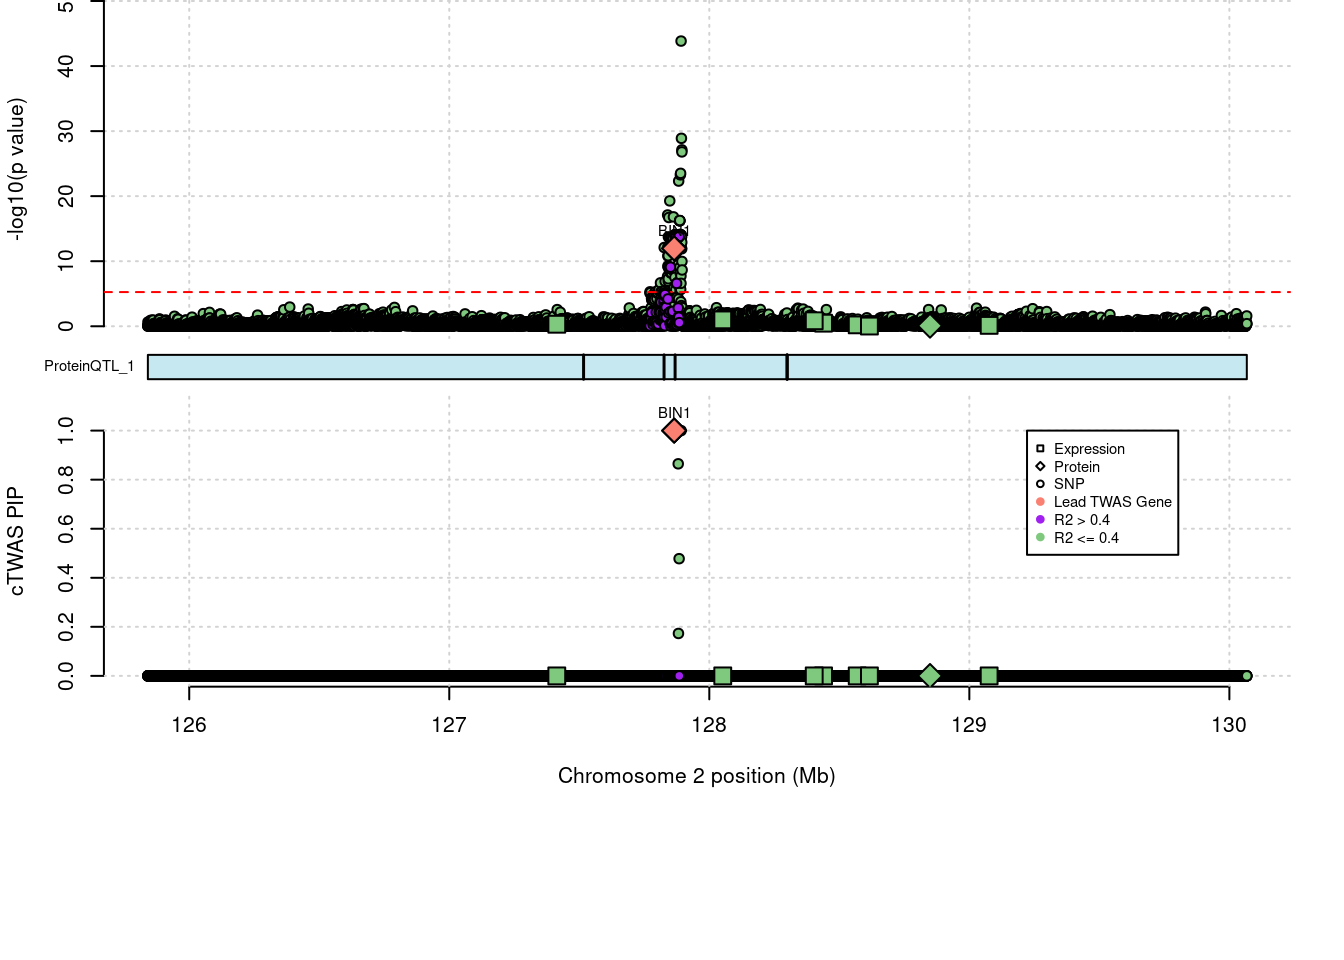 -log10(p value)
5
40
30
20
10
0
BIN1
ProteinQTL_1
BIN1
cTWAS PIP
1.0
0.8
0.6
0.4
0.2
0.0
Expression
Protein
SNP
Lead TWAS Gene
R2 > 0.4
R2 <= 0.4
126 127 128 129 130
Chromosome 2 position (Mb)